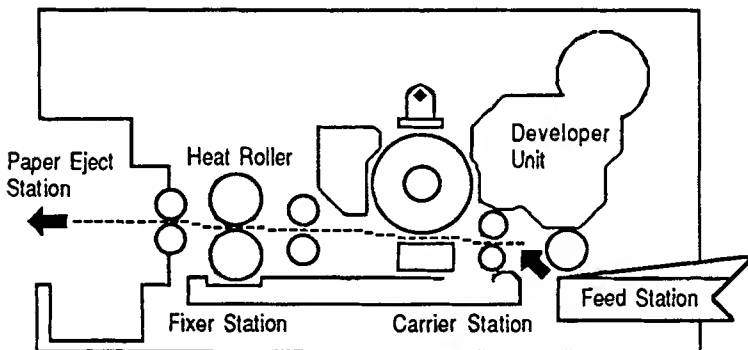 Developer
Unit
Paper Eject
Station
Heat Roller
Feed Station
Fixer Station
Carrier Station